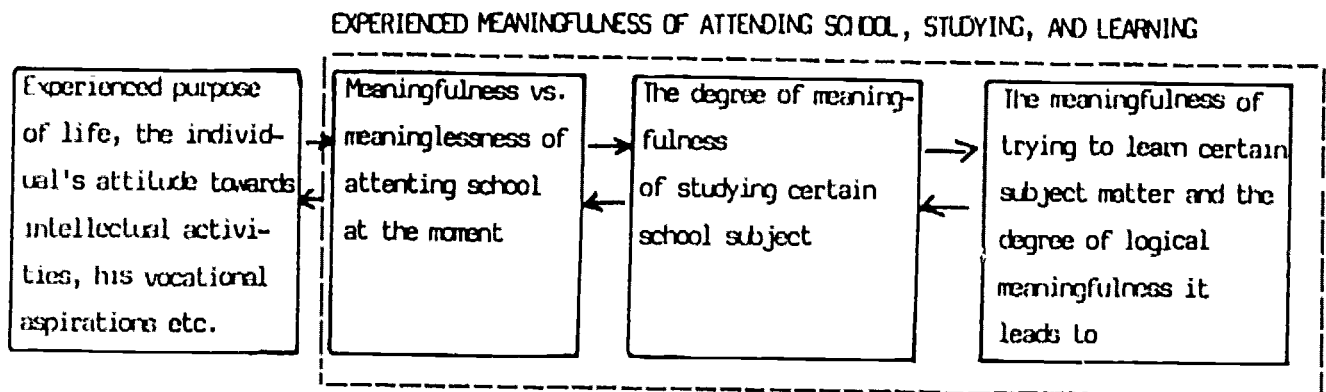 EXPERIENCED MEANINGFULNESS OF ATTENDING SCHOOL, STUDYING, AND LEARNING
Experienced purpose
of life, the individ-
ual's attitude towards
intellectual activi-
ties, his vocational
aspirations etc.
Meaningfulness vs.
meaninglessness of
attenting school
at the moment
The degree of meaning-
fulness
of studying certain
school subject
The meaningfulness of
trying to learn certain
subject matter and the
degree of logical
meaningfulness it
leads to